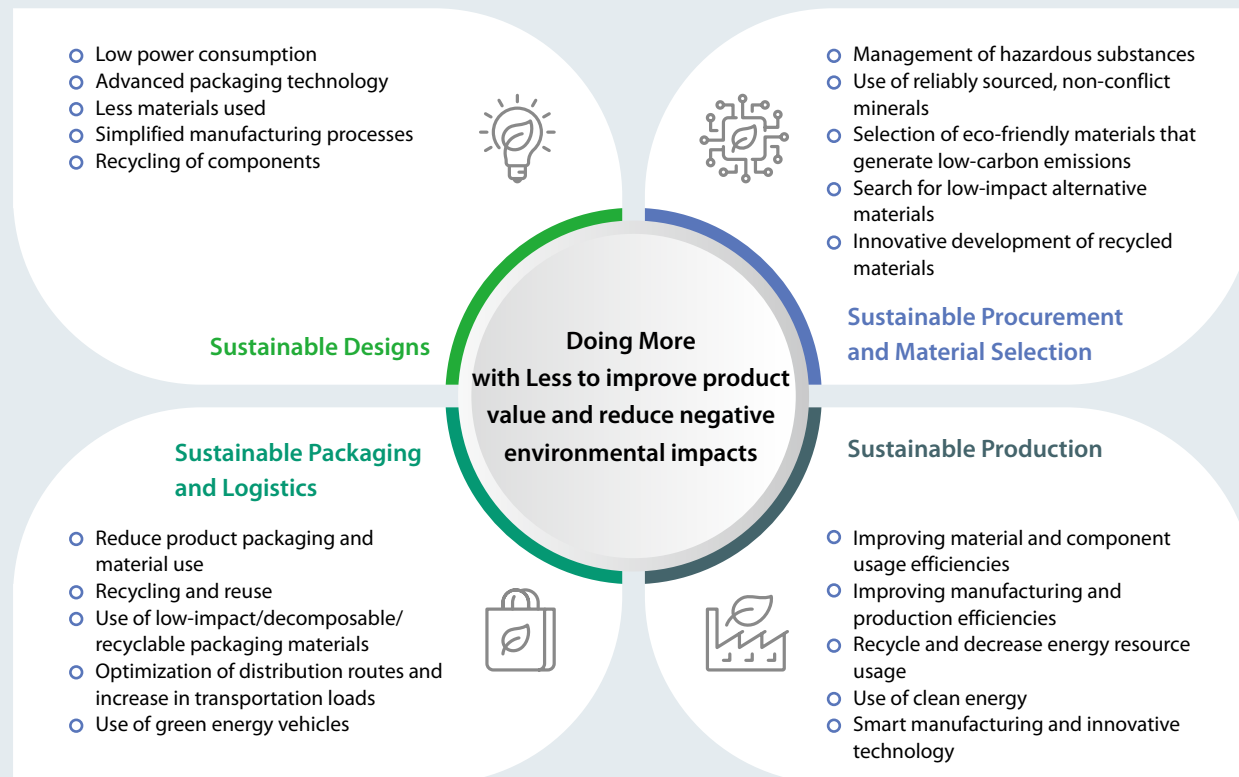 Low power consumption
Advanced packaging technology
Less materials used
Simplified manufacturing processes
Recycling of components
Sustainable Designs
Management of hazardous substances
Use of reliably sourced, non-conflict
minerals
Selection of eco-friendly materials that
generate low-carbon emissions
Search for low-impact alternative
materials
Innovative development of recycled
materials
Sustainable Procurement
and Material Selection
Doing More
with Less to improve product
value and reduce negative
environmental impacts
Sustainable Packaging
and Logistics
Reduce product packaging and
material use
Recycling and reuse
Use of low-impact/decomposable/
recyclable packaging materials
Optimization of distribution routes and
increase in transportation loads
Use of green energy vehicles
Sustainable Production
Improving material and component
usage efficiencies
Improving manufacturing and
production efficiencies
Recycle and decrease energy resource
usage
Use of clean energy
Smart manufacturing and innovative
technology